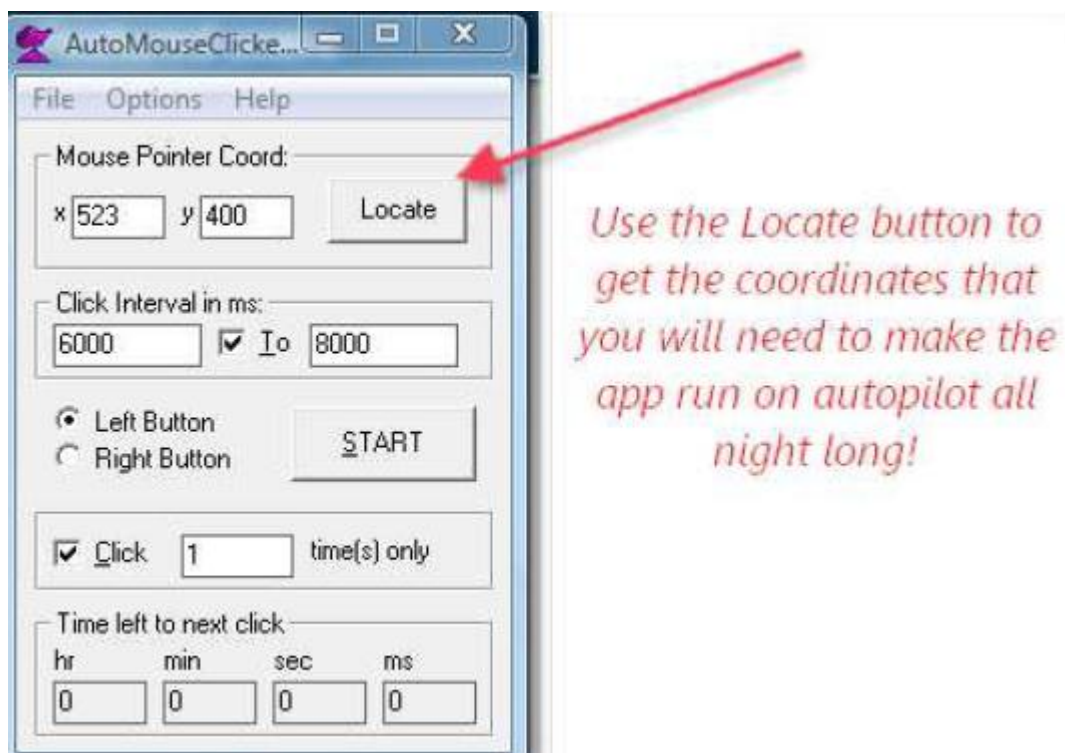 AutoMouseClicke...
File Options Help
Mouse Pointer Coord:
x 523 y 400 Locate
Click Interval in ms:
6000 To 8000
Left Button
Right Button
START
Click 1 time(s) only
Time left to next click
hr min sec ms
0 0 0 0
Use the Locate button to
get the coordinates that
you will need to make the
app run on autopilot all
night long!